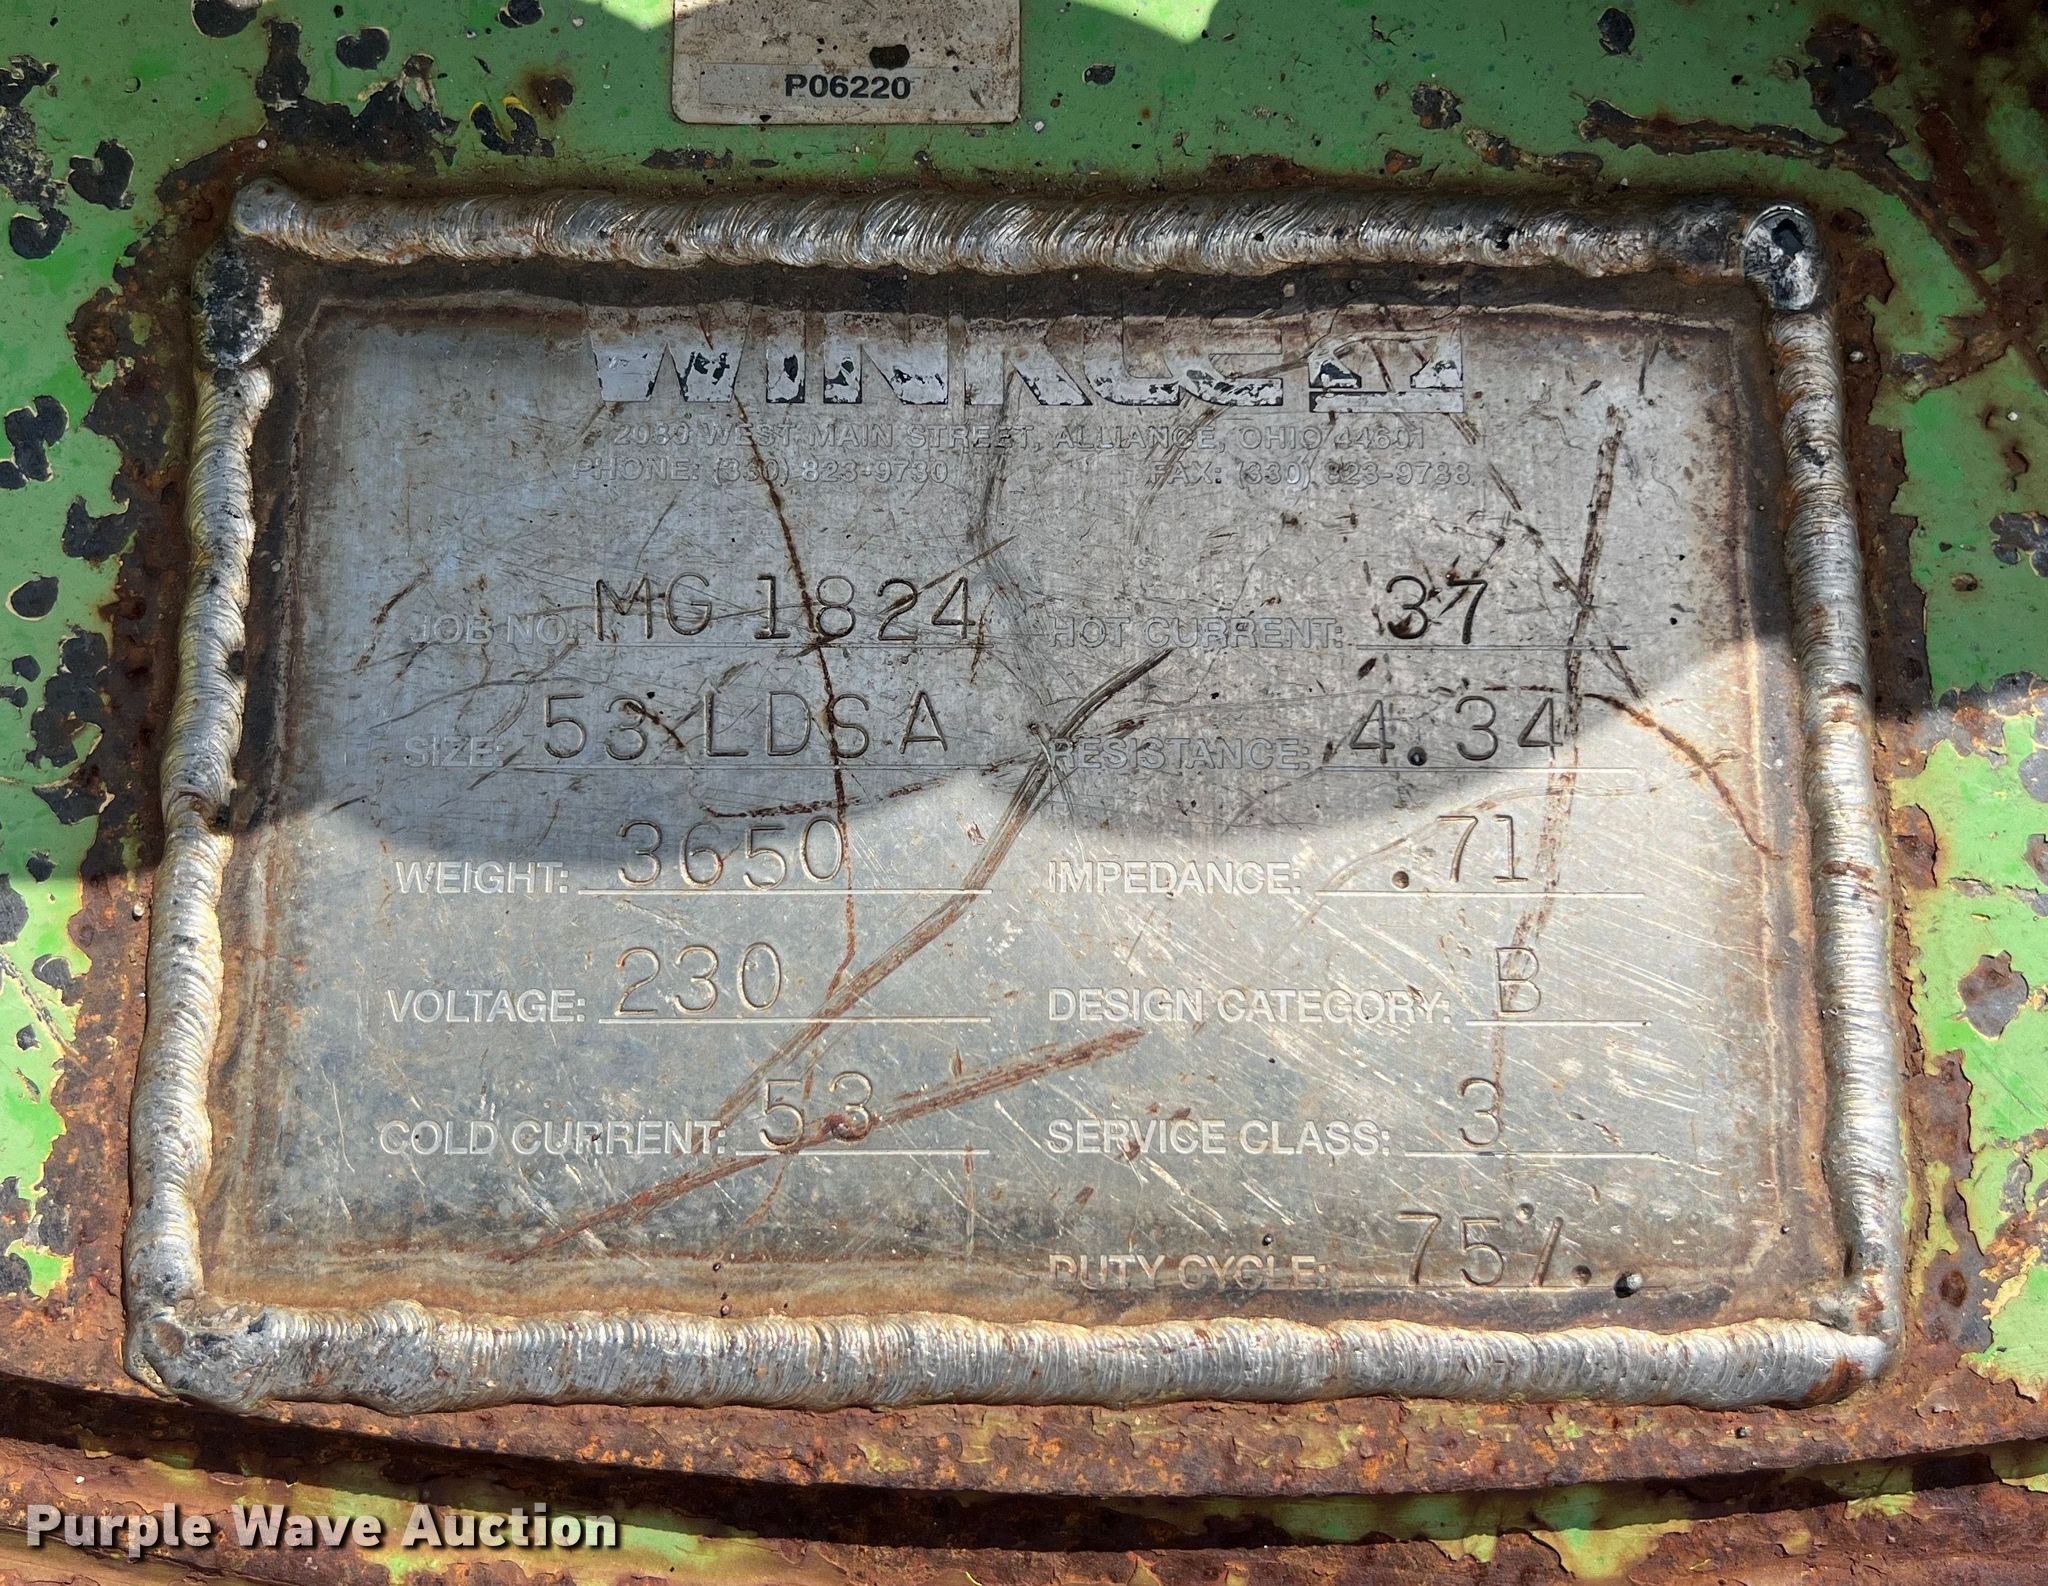 P06220
WINKLE
2080 WEST MAIN STREET, ALLIANCE, OHIO 44601
PHONE: (330) 823-9730 FAX: (330) 823-9788
JOB NO: MG 1824 HOT CURRENT: 37
SIZE: 53 LDSA RESISTANCE: 4.34
WEIGHT: 3650 IMPEDANCE: .71
VOLTAGE: 230 DESIGN CATEGORY: B
COLD CURRENT: 53 SERVICE CLASS: 3
DUTY CYCLE: 75%
Purple Wave Auction